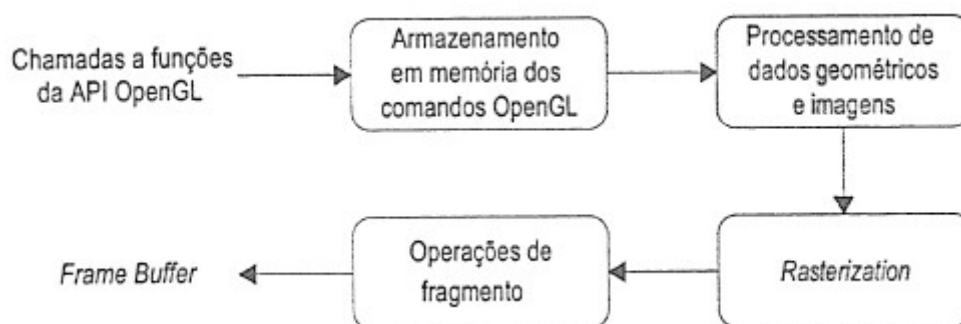 Chamadas a funções
da API OpenGL
Armazenamento
em memória dos
comandos OpenGL
Processamento de
dados geométricos
e imagens
Rasterization
Operações de
fragmento
Frame Buffer